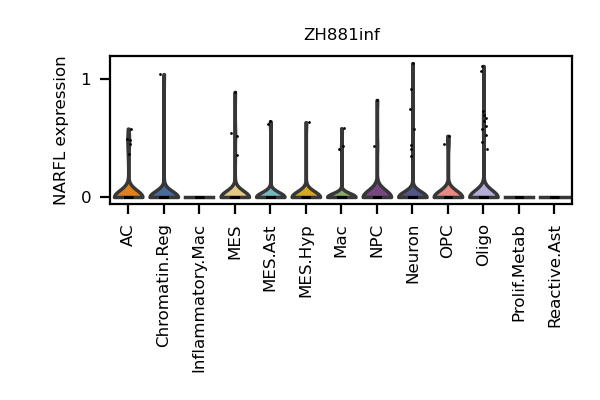 ZH881inf
NARFL expression
1
0
AC
Chromatin.Reg
Inflammatory.Mac
MES
MES.Ast
MES.Hyp
Mac
NPC
Neuron
OPC
Oligo
Prolif.Metab
Reactive.Ast